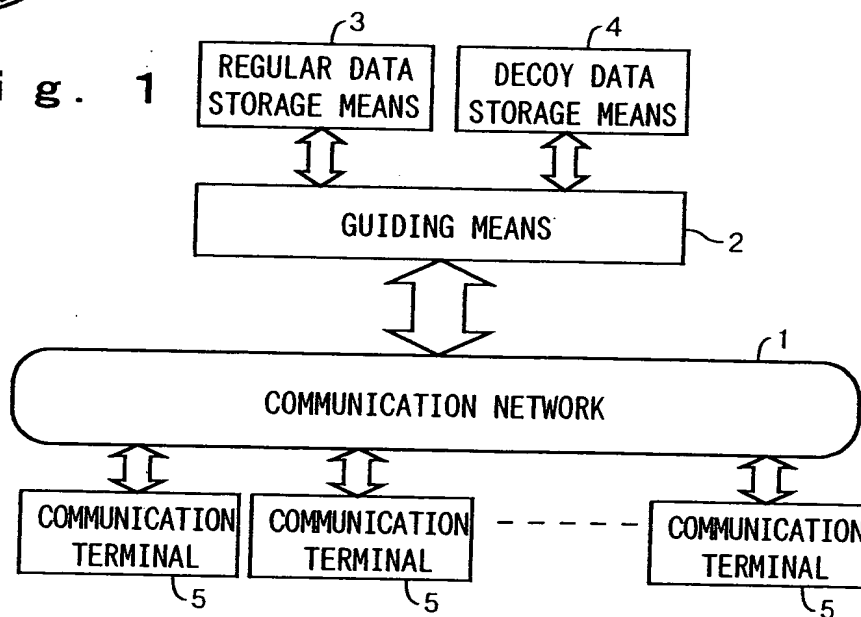 ig. 1
3
REGULAR DATA
STORAGE MEANS
4
DECOY DATA
STORAGE MEANS
GUIDING MEANS
2
1
COMMUNICATION NETWORK
COMMUNICATION
TERMINAL
5
COMMUNICATION
TERMINAL
5
COMMUNICATION
TERMINAL
5